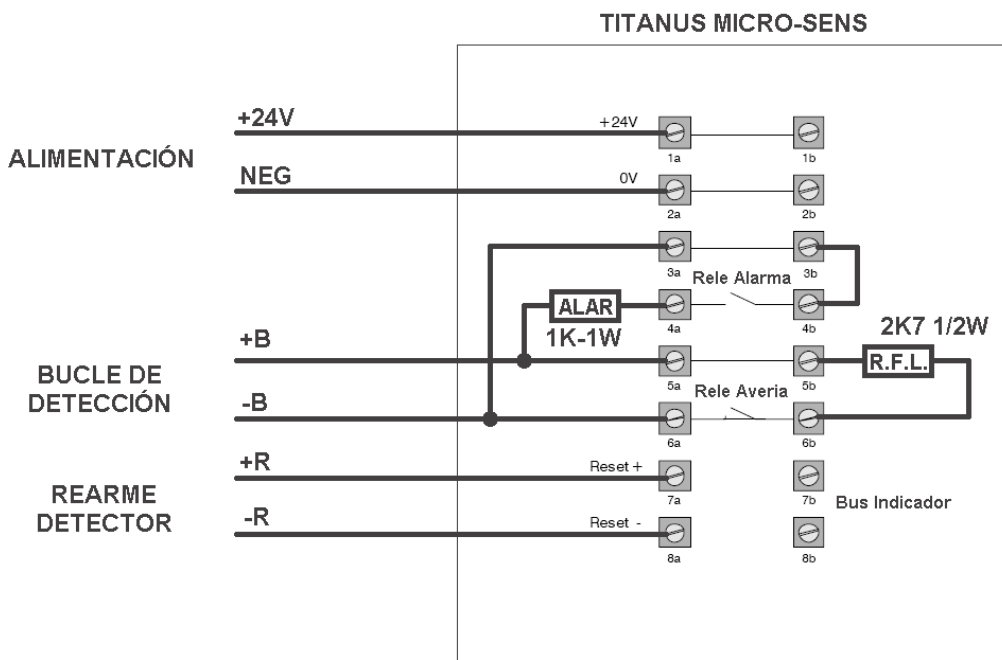 TITANUS MICRO-SENS
ALIMENTACIÓN
+24V
+24V
1a
1b
NEG
0V
2a
2b
3a
3b
Rele Alarma
ALAR
1K-1W
4a
4b
2K7 1/2W
R.F.L.
BUCLE DE
DETECCIÓN
+B
5a
5b
Rele Averia
-B
6a
6b
REARME
DETECTOR
+R
Reset +
7a
7b
Bus Indicador
-R
Reset -
8a
8b